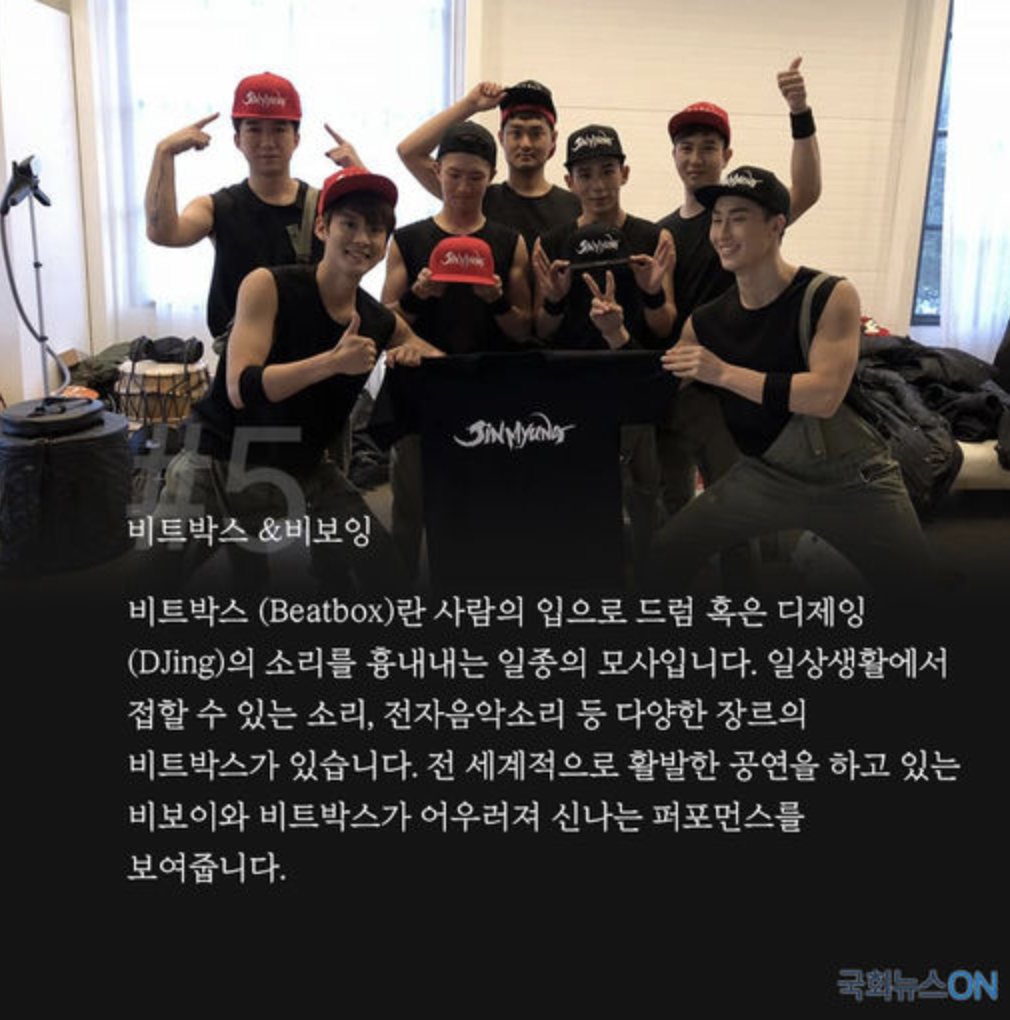 JINMYUNG
JINMYUNG
JINMYUNG
JINMYUNG
JINMYUNG
JINMYUNG
#5
비트박스 &비보잉
비트박스 (Beatbox)란 사람의 입으로 드럼 혹은 디제잉
(DJing)의 소리를 흉내내는 일종의 모사입니다. 일상생활에서
접할 수 있는 소리, 전자음악소리 등 다양한 장르의
비트박스가 있습니다. 전 세계적으로 활발한 공연을 하고 있는
비보이와 비트박스가 어우러져 신나는 퍼포먼스를
보여줍니다.
국회뉴스ON